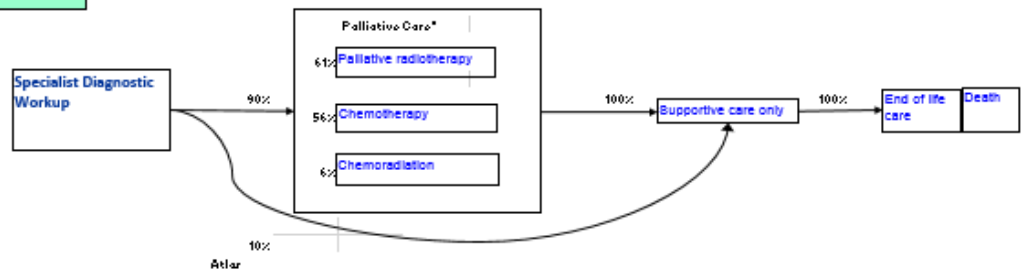 Palliative Care*
61%
Palliative radiotherapy
Specialist Diagnostic
Workup
90%
56%
Chemotherapy
100%
Supportive care only
100%
End of life
care
Death
6%
Chemoradiation
10%